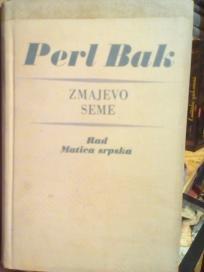 Perl Bak
ZMAJEVO
SEME
Rad
Matica srpska